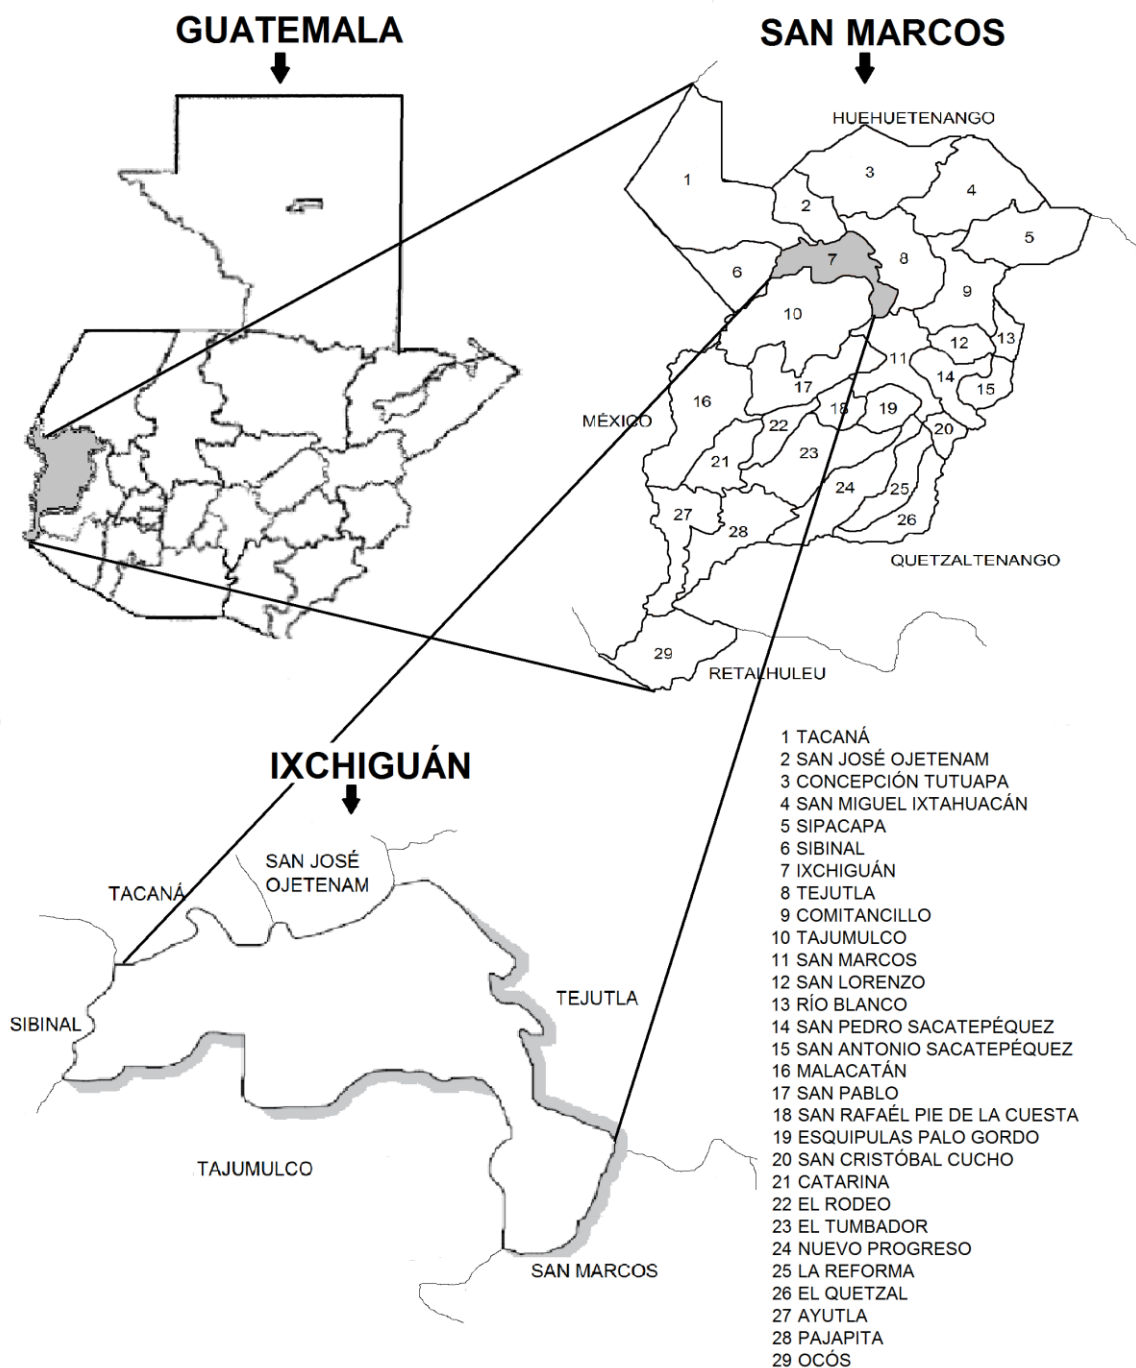 GUATEMALA
SAN MARCOS
HUEHUETENANGO
1
2
3
4
5
6
7
8
9
10
11
12
13
14
15
16
17
18
19
20
21
22
23
24
25
26
27
28
29
MÉXICO
QUETZALTENANGO
RETALHULEU
IXCHIGUÁN
TACANÁ
SAN JOSÉ
OJETENAM
SIBINAL
TEJUTLA
TAJUMULCO
SAN MARCOS
1 TACANÁ
2 SAN JOSÉ OJETENAM
3 CONCEPCIÓN TUTUAPA
4 SAN MIGUEL IXTAHUACÁN
5 SIPACAPA
6 SIBINAL
7 IXCHIGUÁN
8 TEJUTLA
9 COMITANCILLO
10 TAJUMULCO
11 SAN MARCOS
12 SAN LORENZO
13 RÍO BLANCO
14 SAN PEDRO SACATEPÉQUEZ
15 SAN ANTONIO SACATEPÉQUEZ
16 MALACATÁN
17 SAN PABLO
18 SAN RAFAÉL PIE DE LA CUESTA
19 ESQUIPULAS PALO GORDO
20 SAN CRISTÓBAL CUCHO
21 CATARINA
22 EL RODEO
23 EL TUMBADOR
24 NUEVO PROGRESO
25 LA REFORMA
26 EL QUETZAL
27 AYUTLA
28 PAJAPITA
29 OCÓS